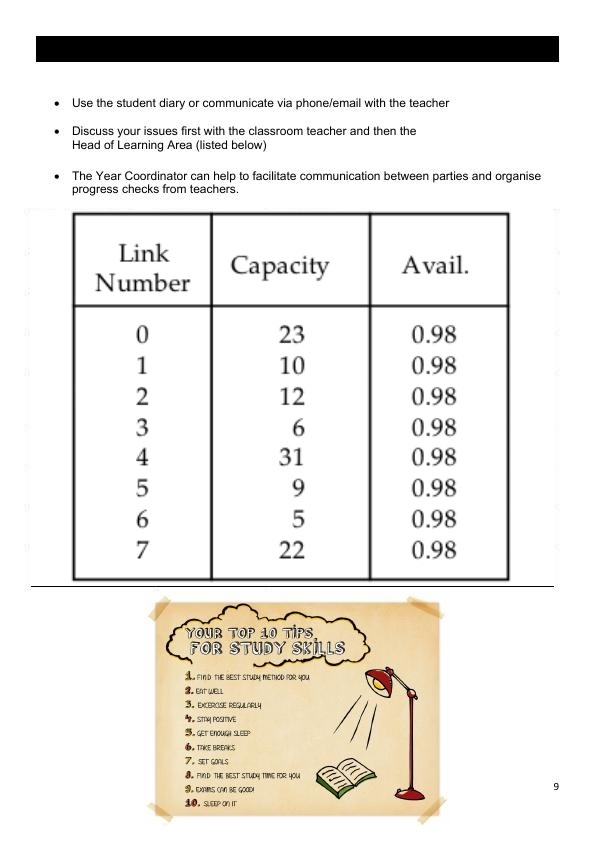 • Use the student diary or communicate via phone/email with the teacher
• Discuss your issues first with the classroom teacher and then the
Head of Learning Area (listed below)
• The Year Coordinator can help to facilitate communication between parties and organise
progress checks from teachers.
Link Number Capacity Avail.
0 23 0.98
1 10 0.98
2 12 0.98
3 6 0.98
4 31 0.98
5 9 0.98
6 5 0.98
7 22 0.98
YOUR TOP 10 TIPS
FOR STUDY SKILLS
1. FIND THE BEST STUDY METHOD FOR YOU
2. EAT WELL
3. EXCERCISE REGULARLY
4. STAY POSITIVE
5. GET ENOUGH SLEEP
6. TAKE BREAKS
7. SET GOALS
8. FIND THE BEST STUDY TIME FOR YOU
9. EXAMS CAN BE GOOD!
10. SLEEP ON IT
9